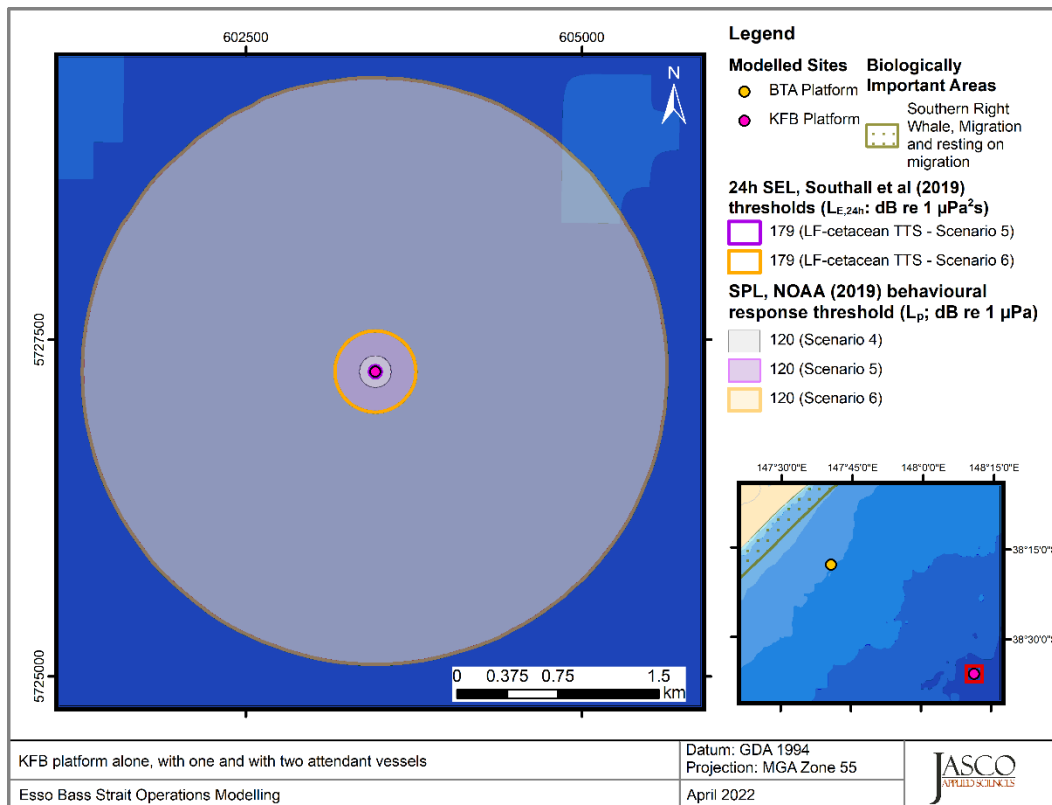 602500
605000
N
5727500
5725000
0 0.375 0.75 1.5
km
Legend
Modelled Sites
BTA Platform
KFB Platform
Biologically
Important Areas
Southern Right
Whale, Migration
and resting on
migration
24h SEL, Southall et al (2019)
thresholds (LE,24h: dB re 1 µPa²s)
179 (LF-cetacean TTS - Scenario 5)
179 (LF-cetacean TTS - Scenario 6)
SPL, NOAA (2019) behavioural
response threshold (Lp; dB re 1 µPa)
120 (Scenario 4)
120 (Scenario 5)
120 (Scenario 6)
147°30'0"E 147°45'0"E 148°0'0"E 148°15'0"E
38°15'0"S
38°30'0"S
KFB platform alone, with one and with two attendant vessels
Esso Bass Strait Operations Modelling
Datum: GDA 1994
Projection: MGA Zone 55
April 2022
JASCO
APPLIED SCIENCES